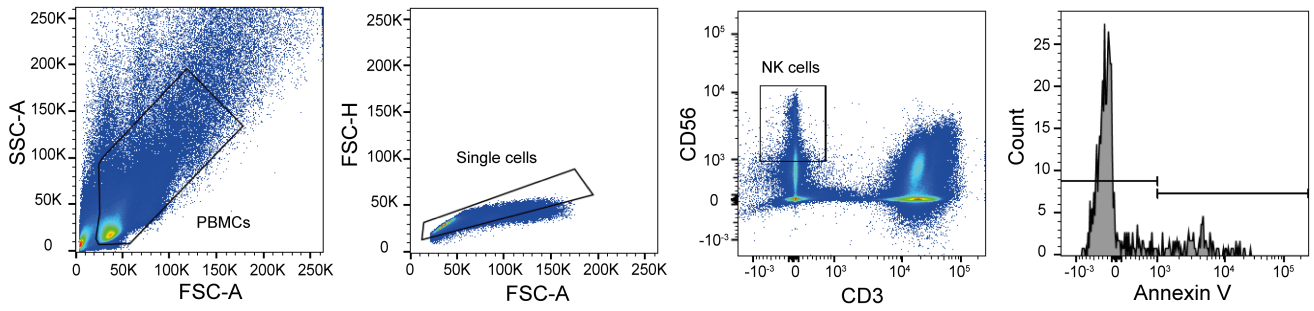 250K
200K
150K
100K
50K
0
SSC-A
PBMCs
0 50K 100K 150K 200K 250K
FSC-A
250K
200K
150K
100K
50K
0
FSC-H
Single cells
0 50K 100K 150K 200K 250K
FSC-A
10⁵
10⁴
10³
0
-10⁻³
CD56
NK cells
-10⁻³ 0 10³ 10⁴ 10⁵
CD3
25
20
15
10
5
0
Count
-10⁻³ 0 10³ 10⁴ 10⁵
Annexin V